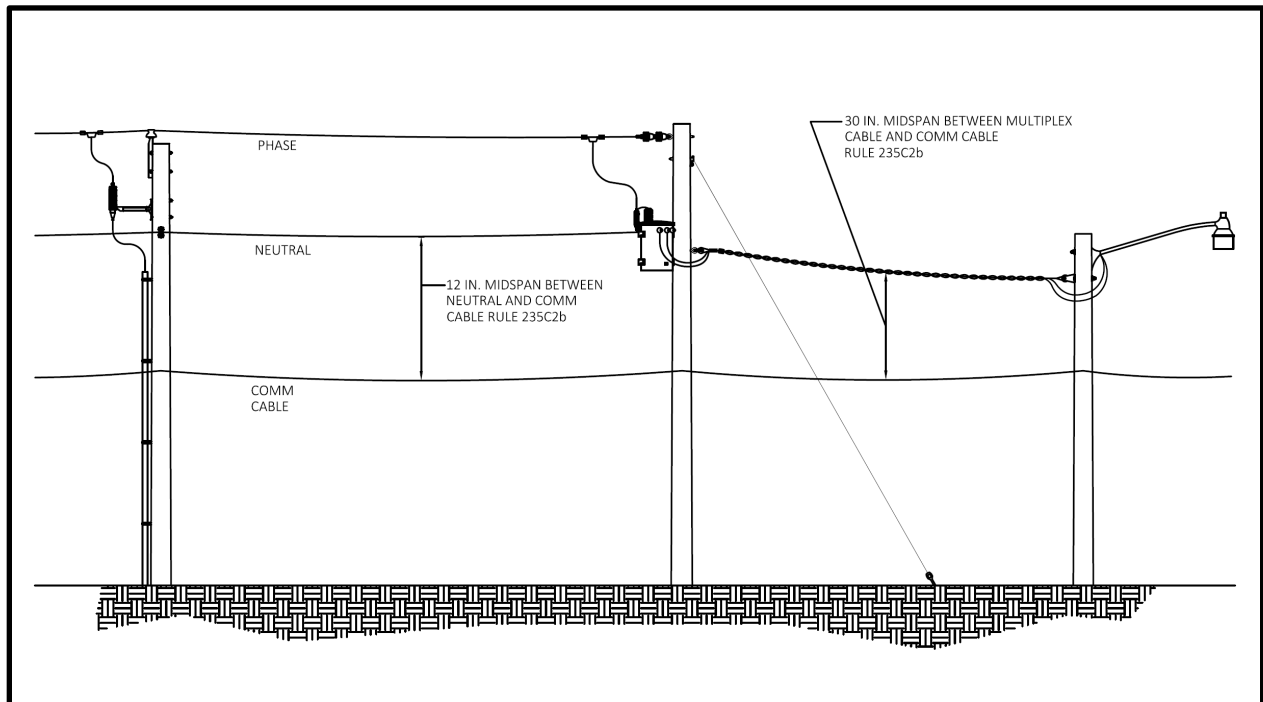 PHASE
30 IN. MIDSPAN BETWEEN MULTIPLEX
CABLE AND COMM CABLE
RULE 235C2b
NEUTRAL
12 IN. MIDSPAN BETWEEN
NEUTRAL AND COMM
CABLE RULE 235C2b
COMM
CABLE